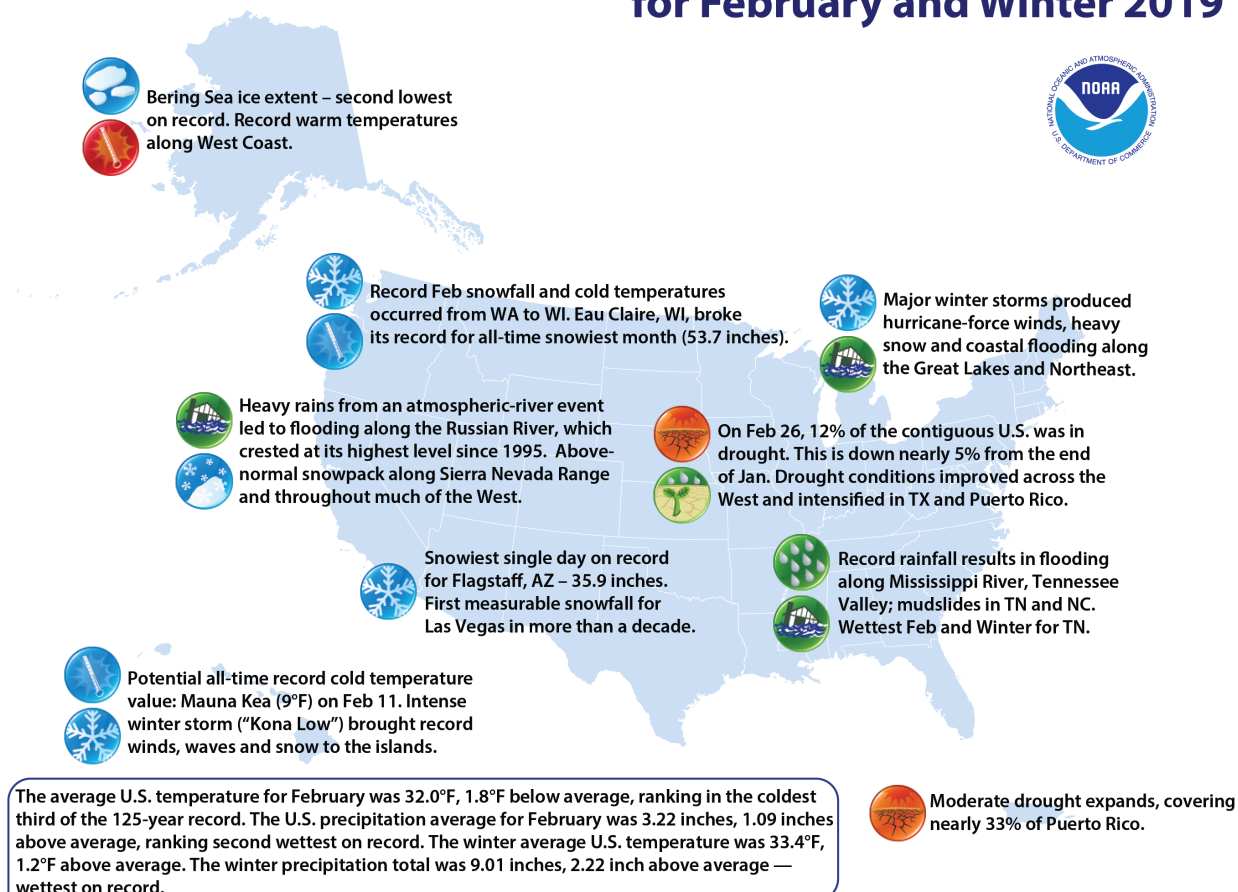 for February and Winter 2019
NATIONAL OCEANIC AND ATMOSPHERIC ADMINISTRATION
NOAA
U.S. DEPARTMENT OF COMMERCE
Bering Sea ice extent – second lowest
on record. Record warm temperatures
along West Coast.
Record Feb snowfall and cold temperatures
occurred from WA to WI. Eau Claire, WI, broke
its record for all-time snowiest month (53.7 inches).
Major winter storms produced
hurricane-force winds, heavy
snow and coastal flooding along
the Great Lakes and Northeast.
Heavy rains from an atmospheric-river event
led to flooding along the Russian River, which
crested at its highest level since 1995.  Above-
normal snowpack along Sierra Nevada Range
and throughout much of the West.
On Feb 26, 12% of the contiguous U.S. was in
drought. This is down nearly 5% from the end
of Jan. Drought conditions improved across the
West and intensified in TX and Puerto Rico.
Snowiest single day on record
for Flagstaff, AZ – 35.9 inches.
First measurable snowfall for
Las Vegas in more than a decade.
Record rainfall results in flooding
along Mississippi River, Tennessee
Valley; mudslides in TN and NC.
Wettest Feb and Winter for TN.
Potential all-time record cold temperature
value: Mauna Kea (9°F) on Feb 11. Intense
winter storm (“Kona Low”) brought record
winds, waves and snow to the islands.
The average U.S. temperature for February was 32.0°F, 1.8°F below average, ranking in the coldest
third of the 125-year record. The U.S. precipitation average for February was 3.22 inches, 1.09 inches
above average, ranking second wettest on record. The winter average U.S. temperature was 33.4°F,
1.2°F above average. The winter precipitation total was 9.01 inches, 2.22 inch above average —
wettest on record.
Moderate drought expands, covering
nearly 33% of Puerto Rico.